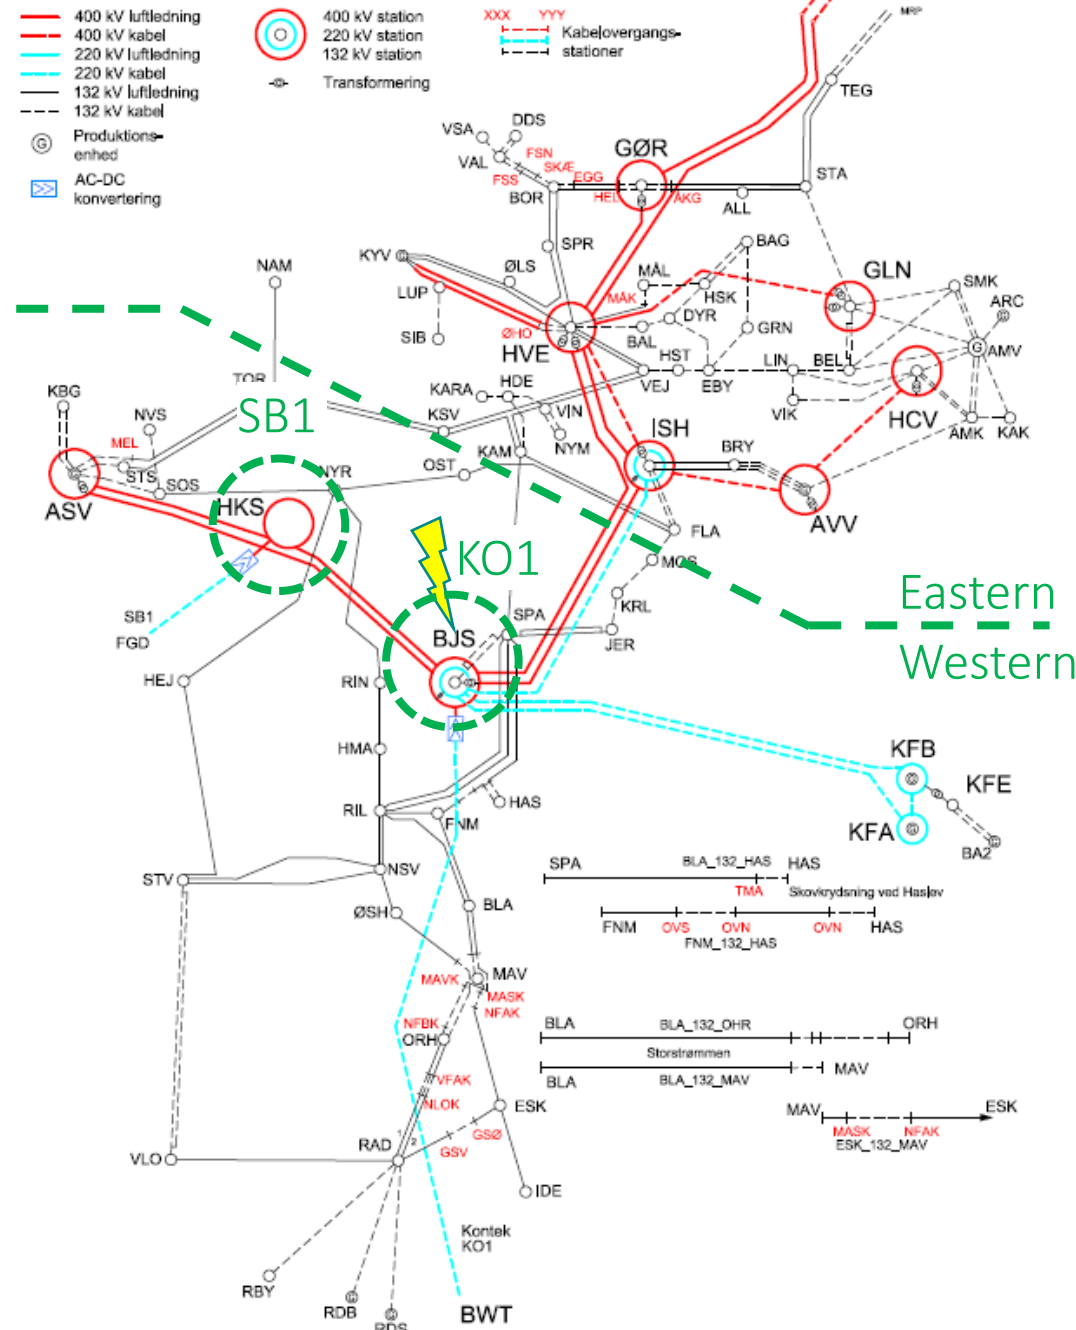 400 kV luftledning
400 kV kabel
220 kV luftledning
220 kV kabel
132 kV luftledning
132 kV kabel
Produktions-
enhed
AC-DC
konvertering
400 kV station
220 kV station
132 kV station
Transformering
XXX YYY
Kabelovergangs-
stationer
MRP
TEG
VSA
DDS
VAL
FSN
SKÆ
FSS
EGG
GØR
BOR
HEL
AKG
STA
ALL
SPR
BAG
KYV
ØLS
NAM
LUP
MÅL
HSK
GLN
SMK
ARC
MÅK
DYR
ØHO
SIB
HVE
BAL
GRN
G
AMV
HST
LIN
BEL
VEJ
EBY
TOR
KBG
KARA
HDE
SB1
NVS
KSV
VIN
VIK
HCV
ISH
AMK
KAK
MEL
NYM
BRY
STS
OST
KAM
NYR
SOS
HKS
ASV
AVV
FLA
KO1
MOS
Eastern
KRL
SB1
SPA
FGD
BJS
JER
Western
HEJ
RIN
HMA
KFB
KFE
HAS
RIL
FNM
KFA
G
G
BA2
SPA
BLA_132_HAS
HAS
NSV
STV
TMA
Skovkrydsning ved Haslev
ØSH
BLA
FNM
OVS
OVN
OVN
HAS
FNM_132_HAS
MAVK
MAV
MASK
NFAK
NFBK
ORH
BLA
BLA_132_OHR
ORH
Storstrømmen
VFAK
BLA
BLA_132_MAV
MAV
NLOK
ESK
MAV
ESK
MASK
NFAK
GSØ
RAD
2
GSV
ESK_132_MAV
VLO
IDE
Kontek
KO1
RBY
G
RDB
G
RDS
BWT